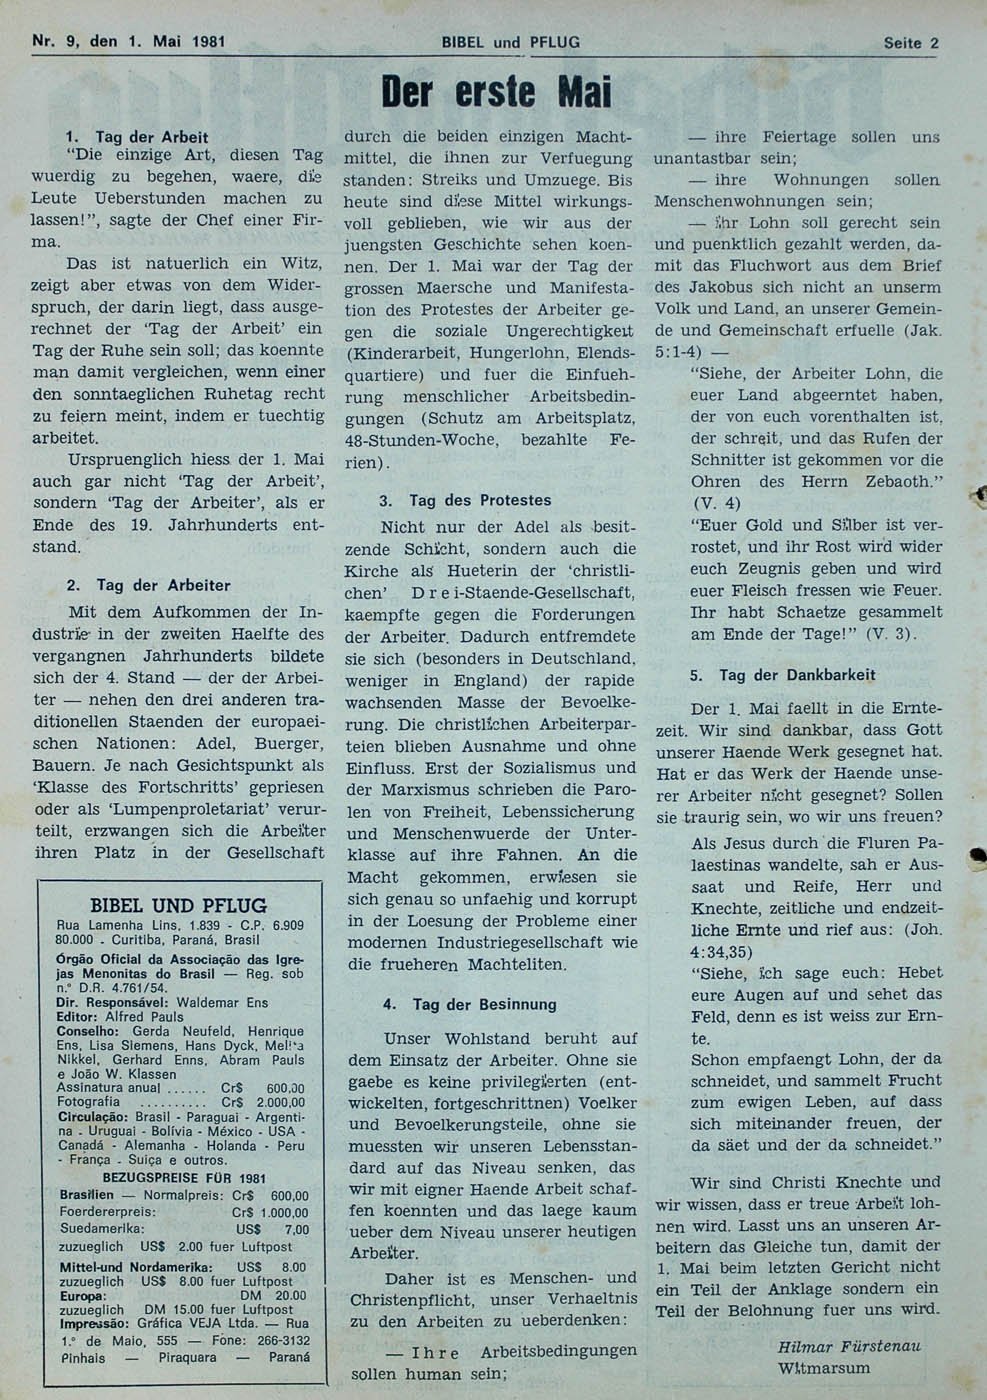 Nr. 9, den 1. Mai 1981
BIBEL und PFLUG
Seite 2
Der erste Mai
1. Tag der Arbeit
"Die einzige Art, diesen Tag
wuerdig zu begehen, waere, die
Leute Ueberstunden machen zu
lassen!", sagte der Chef einer Fir-
ma.
Das ist natuerlich ein Witz,
zeigt aber etwas von dem Wider-
spruch, der darin liegt, dass ausge-
rechnet der 'Tag der Arbeit' ein
Tag der Ruhe sein soll; das koennte
man damit vergleichen, wenn einer
den sonntaeglichen Ruhetag recht
zu feiern meint, indem er tuechtig
arbeitet.
Urspruenglich hiess der 1. Mai
auch gar nicht 'Tag der Arbeit',
sondern 'Tag der Arbeiter', als er
Ende des 19. Jahrhunderts ent-
stand.
2. Tag der Arbeiter
Mit dem Aufkommen der In-
dustrie in der zweiten Haelfte des
vergangnen Jahrhunderts bildete
sich der 4. Stand — der der Arbei-
ter — nehen den drei anderen tra-
ditionellen Staenden der europaei-
schen Nationen: Adel, Buerger,
Bauern. Je nach Gesichtspunkt als
'Klasse des Fortschritts' gepriesen
oder als 'Lumpenproletariat' verur-
teilt, erzwangen sich die Arbeiter
ihren Platz in der Gesellschaft
BIBEL UND PFLUG
Rua Lamenha Lins, 1.839 - C.P. 6.909
80.000 - Curitiba, Paraná, Brasil
Órgão Oficial da Associação das Igre-
jas Menonitas do Brasil — Reg. sob
n.º D.R. 4.761/54.
Dir. Responsável: Waldemar Ens
Editor: Alfred Pauls
Conselho: Gerda Neufeld, Henrique
Ens, Lisa Siemens, Hans Dyck, Melita
Nikkel, Gerhard Enns, Abram Pauls
e João W. Klassen
Assinatura anual ...... Cr$ 600,00
Fotografia .......... Cr$ 2.000,00
Circulação: Brasil - Paraguai - Argenti-
na - Uruguai - Bolívia - México - USA -
Canadá - Alemanha - Holanda - Peru
- França - Suiça e outros.
BEZUGSPREISE FÜR 1981
Brasilien — Normalpreis: Cr$ 600,00
Foerdererpreis: Cr$ 1.000,00
Suedamerika: US$ 7,00
zuzueglich US$ 2.00 fuer Luftpost
Mittel-und Nordamerika: US$ 8.00
zuzueglich US$ 8.00 fuer Luftpost
Europa: DM 20.00
zuzueglich DM 15.00 fuer Luftpost
Impressão: Gráfica VEJA Ltda. — Rua
1.º de Maio, 555 — Fone: 266-3132
Pinhais — Piraquara — Paraná
durch die beiden einzigen Macht-
mittel, die ihnen zur Verfuegung
standen: Streiks und Umzuege. Bis
heute sind diese Mittel wirkungs-
voll geblieben, wie wir aus der
juengsten Geschichte sehen koen-
nen. Der 1. Mai war der Tag der
grossen Maersche und Manifesta-
tion des Protestes der Arbeiter ge-
gen die soziale Ungerechtigkeit
(Kinderarbeit, Hungerlohn, Elends-
quartiere) und fuer die Einfueh-
rung menschlicher Arbeitsbedin-
gungen (Schutz am Arbeitsplatz,
48-Stunden-Woche, bezahlte Fe-
rien).
3. Tag des Protestes
Nicht nur der Adel als besit-
zende Schicht, sondern auch die
Kirche als Hueterin der 'christli-
chen' Drei-Staende-Gesellschaft,
kaempfte gegen die Forderungen
der Arbeiter. Dadurch entfremdete
sie sich (besonders in Deutschland,
weniger in England) der rapide
wachsenden Masse der Bevoelke-
rung. Die christlichen Arbeiterpar-
teien blieben Ausnahme und ohne
Einfluss. Erst der Sozialismus und
der Marxismus schrieben die Paro-
len von Freiheit, Lebenssicherung
und Menschenwuerde der Unter-
klasse auf ihre Fahnen. An die
Macht gekommen, erwiesen sie
sich genau so unfaehig und korrupt
in der Loesung der Probleme einer
modernen Industriegesellschaft wie
die frueheren Machteliten.
4. Tag der Besinnung
Unser Wohlstand beruht auf
dem Einsatz der Arbeiter. Ohne sie
gaebe es keine privilegierten (ent-
wickelten, fortgeschrittnen) Voelker
und Bevoelkerungsteile, ohne sie
muessten wir unseren Lebensstan-
dard auf das Niveau senken, das
wir mit eigner Haende Arbeit schaf-
fen koennten und das laege kaum
ueber dem Niveau unserer heutigen
Arbeiter.
Daher ist es Menschen- und
Christenpflicht, unser Verhaeltnis
zu den Arbeiten zu ueberdenken:
— Ihre Arbeitsbedingungen
sollen human sein;
— ihre Feiertage sollen uns
unantastbar sein;
— ihre Wohnungen sollen
Menschenwohnungen sein;
— ihr Lohn soll gerecht sein
und puenktlich gezahlt werden, da-
mit das Fluchwort aus dem Brief
des Jakobus sich nicht an unserm
Volk und Land, an unserer Gemein-
de und Gemeinschaft erfuelle (Jak.
5:1-4) —
"Siehe, der Arbeiter Lohn, die
euer Land abgeerntet haben,
der von euch vorenthalten ist,
der schreit, und das Rufen der
Schnitter ist gekommen vor die
Ohren des Herrn Zebaoth."
(V. 4)
"Euer Gold und Silber ist ver-
rostet, und ihr Rost wird wider
euch Zeugnis geben und wird
euer Fleisch fressen wie Feuer.
Ihr habt Schaetze gesammelt
am Ende der Tage!" (V. 3).
5. Tag der Dankbarkeit
Der 1. Mai faellt in die Ernte-
zeit. Wir sind dankbar, dass Gott
unserer Haende Werk gesegnet hat.
Hat er das Werk der Haende unse-
rer Arbeiter nicht gesegnet? Sollen
sie traurig sein, wo wir uns freuen?
Als Jesus durch die Fluren Pa-
laestinas wandelte, sah er Aus-
saat und Reife, Herr und
Knechte, zeitliche und endzeit-
liche Ernte und rief aus: (Joh.
4:34,35)
"Siehe, ich sage euch: Hebet
eure Augen auf und sehet das
Feld, denn es ist weiss zur Ern-
te.
Schon empfaengt Lohn, der da
schneidet, und sammelt Frucht
zum ewigen Leben, auf dass
sich miteinander freuen, der
da säet und der da schneidet."
Wir sind Christi Knechte und
wir wissen, dass er treue Arbeit loh-
nen wird. Lasst uns an unseren Ar-
beitern das Gleiche tun, damit der
1. Mai beim letzten Gericht nicht
ein Teil der Anklage sondern ein
Teil der Belohnung fuer uns wird.
Hilmar Fürstenau
Witmarsum